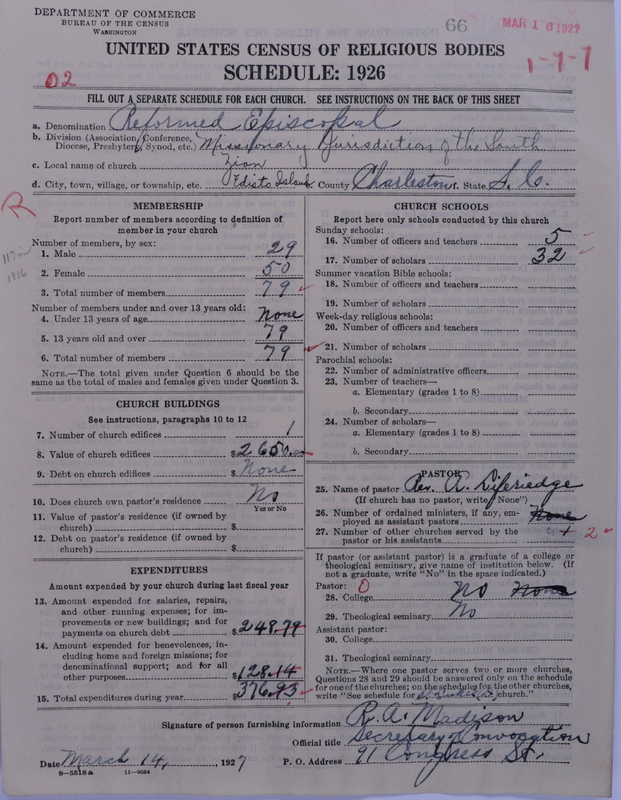 DEPARTMENT OF COMMERCE
BUREAU OF THE CENSUS
WASHINGTON
66
MAR 16 1927
1-7-7
UNITED STATES CENSUS OF RELIGIOUS BODIES
SCHEDULE: 1926
02
FILL OUT A SEPARATE SCHEDULE FOR EACH CHURCH. SEE INSTRUCTIONS ON THE BACK OF THIS SHEET
a. Denomination Reformed Episcopal
b. Division (Association, Conference, Diocese, Presbytery, Synod, etc.) Missionary Jurisdiction of the South
c. Local name of church Zion
d. City, town, village, or township, etc. Edisto Island e. County Charleston f. State S. C.
R
117 in
1916
MEMBERSHIP
Report number of members according to definition of member in your church
Number of members, by sex:
1. Male 29
2. Female 50
3. Total number of members 79
Number of members under and over 13 years old:
4. Under 13 years of age None
5. 13 years old and over 79
6. Total number of members 79
NOTE.—The total given under Question 6 should be the same as the total of males and females given under Question 3.
CHURCH BUILDINGS
See instructions, paragraphs 10 to 12
7. Number of church edifices 1
8. Value of church edifices $2650
9. Debt on church edifices $None
10. Does church own pastor's residence No
Yes or No
11. Value of pastor's residence (if owned by church) $
12. Debt on pastor's residence (if owned by church) $
EXPENDITURES
Amount expended by your church during last fiscal year
13. Amount expended for salaries, repairs, and other running expenses; for improvements or new buildings; and for payments on church debt $248.79
14. Amount expended for benevolences, including home and foreign missions; for denominational support; and for all other purposes $128.14
15. Total expenditures during year $376.93
CHURCH SCHOOLS
Report here only schools conducted by this church
Sunday schools:
16. Number of officers and teachers 5
17. Number of scholars 32
Summer vacation Bible schools:
18. Number of officers and teachers
19. Number of scholars
Week-day religious schools:
20. Number of officers and teachers
21. Number of scholars
Parochial schools:
22. Number of administrative officers
23. Number of teachers—
a. Elementary (grades 1 to 8)
b. Secondary
24. Number of scholars—
a. Elementary (grades 1 to 8)
b. Secondary
PASTOR
25. Name of pastor Rev. A.
(If church has no pastor, write "None")
26. Number of ordained ministers, if any, employed as assistant pastors None
27. Number of other churches served by the pastor or his assistants 1 2
If pastor (or assistant pastor) is a graduate of a college or theological seminary, give name of institution below. (If not a graduate, write "No" in the space indicated.)
Pastor: 0
28. College No None
29. Theological seminary No
Assistant pastor:
30. College
31. Theological seminary
NOTE.—Where one pastor serves two or more churches, Questions 28 and 29 should be answered only on the schedule for one of the churches; on the schedules for the other churches, write "See schedule for church."
Signature of person furnishing information R. A. Madison
Official title Secretary of Convocation
Date March 14, 1927 P. O. Address 91 Congress St.
8-5518a 11-9054